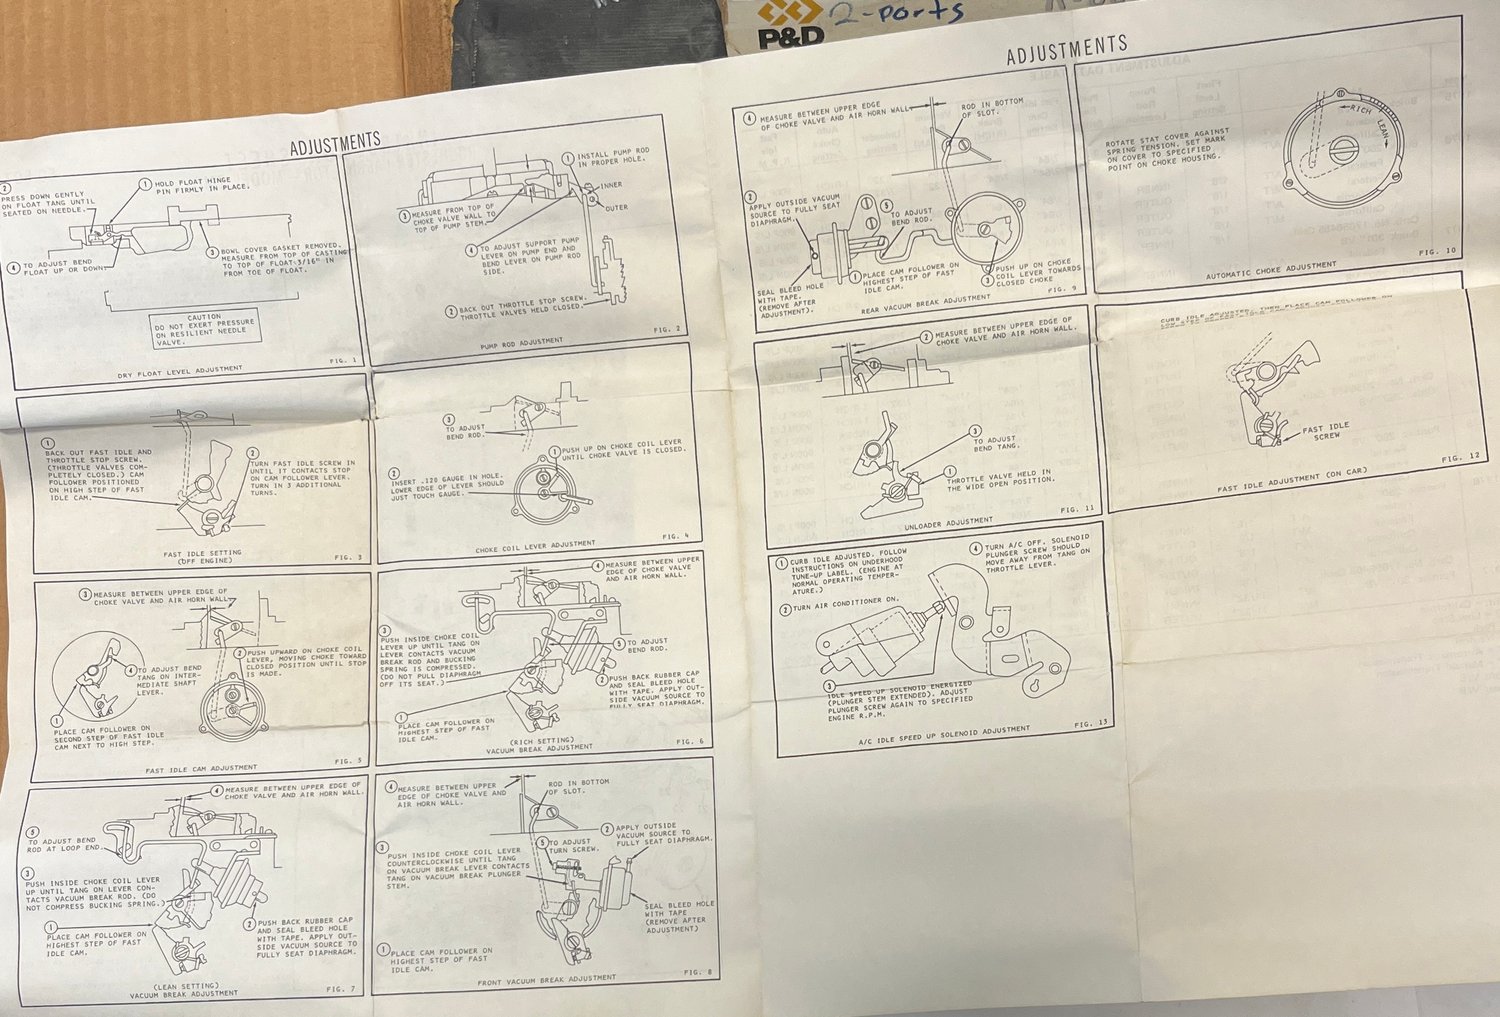 2-ports
P&D
ADJUSTMENTS
2
PRESS DOWN GENTLY
ON FLOAT TANG UNTIL
SEATED ON NEEDLE.
1 HOLD FLOAT HINGE
PIN FIRMLY IN PLACE.
3 BOWL COVER GASKET REMOVED.
MEASURE FROM TOP OF CASTING
TO TOP OF FLOAT-3/16" IN
FROM TOE OF FLOAT.
4 TO ADJUST BEND
FLOAT UP OR DOWN
CAUTION
DO NOT EXERT PRESSURE
ON RESILIENT NEEDLE
VALVE.
FIG. 1
DRY FLOAT LEVEL ADJUSTMENT
1 INSTALL PUMP ROD
IN PROPER HOLE.
INNER
OUTER
3 MEASURE FROM TOP OF
CHOKE VALVE WALL TO
TOP OF PUMP STEM.
4 TO ADJUST SUPPORT PUMP
LEVER ON PUMP END AND
BEND LEVER ON PUMP ROD
SIDE.
2 BACK OUT THROTTLE STOP SCREW.
THROTTLE VALVES HELD CLOSED.
FIG. 2
PUMP ROD ADJUSTMENT
1
BACK OUT FAST IDLE AND
THROTTLE STOP SCREW.
(THROTTLE VALVES COM-
PLETELY CLOSED.) CAM
FOLLOWER POSITIONED
ON HIGH STEP OF FAST
IDLE CAM.
2
TURN FAST IDLE SCREW IN
UNTIL IT CONTACTS STOP
ON CAM FOLLOWER LEVER.
TURN IN 3 ADDITIONAL
TURNS.
FAST IDLE SETTING
(OFF ENGINE)
FIG. 3
3
TO ADJUST
BEND ROD.
1 PUSH UP ON CHOKE COIL LEVER
UNTIL CHOKE VALVE IS CLOSED.
2
INSERT .120 GAUGE IN HOLE.
LOWER EDGE OF LEVER SHOULD
JUST TOUCH GAUGE.
FIG. 4
CHOKE COIL LEVER ADJUSTMENT
3 MEASURE BETWEEN UPPER EDGE OF
CHOKE VALVE AND AIR HORN WALL
4 TO ADJUST BEND
TANG ON INTER-
MEDIATE SHAFT
LEVER.
2 PUSH UPWARD ON CHOKE COIL
LEVER, MOVING CHOKE TOWARD
CLOSED POSITION UNTIL STOP
IS MADE.
1
PLACE CAM FOLLOWER ON
SECOND STEP OF FAST IDLE
CAM NEXT TO HIGH STEP.
FAST IDLE CAM ADJUSTMENT
FIG. 5
4 MEASURE BETWEEN UPPER
EDGE OF CHOKE VALVE
AND AIR HORN WALL.
3
PUSH INSIDE CHOKE COIL
LEVER UP UNTIL TANG ON
LEVER CONTACTS VACUUM
BREAK ROD AND BUCKING
SPRING IS COMPRESSED.
(DO NOT PULL DIAPHRAGM
OFF ITS SEAT.)
5 TO ADJUST
BEND ROD.
2 PUSH BACK RUBBER CAP
AND SEAL BLEED HOLE
WITH TAPE. APPLY OUT-
SIDE VACUUM SOURCE TO
FULLY SEAT DIAPHRAGM.
1
PLACE CAM FOLLOWER ON
HIGHEST STEP OF FAST
IDLE CAM.
(RICH SETTING)
VACUUM BREAK ADJUSTMENT
FIG. 6
4 MEASURE BETWEEN UPPER EDGE OF
CHOKE VALVE AND AIR HORN WALL.
5
TO ADJUST BEND
ROD AT LOOP END.
3
PUSH INSIDE CHOKE COIL LEVER
UP UNTIL TANG ON LEVER CON-
TACTS VACUUM BREAK ROD. (DO
NOT COMPRESS BUCKING SPRING.)
1
PLACE CAM FOLLOWER ON
HIGHEST STEP OF FAST
IDLE CAM.
2 PUSH BACK RUBBER CAP
AND SEAL BLEED HOLE
WITH TAPE. APPLY OUT-
SIDE VACUUM SOURCE TO
FULLY SEAT DIAPHRAGM.
(LEAN SETTING)
VACUUM BREAK ADJUSTMENT
FIG. 7
4 MEASURE BETWEEN UPPER
EDGE OF CHOKE VALVE AND
AIR HORN WALL.
ROD IN BOTTOM
OF SLOT.
2 APPLY OUTSIDE
VACUUM SOURCE TO
FULLY SEAT DIAPHRAGM.
5 TO ADJUST
TURN SCREW.
3
PUSH INSIDE CHOKE COIL LEVER
COUNTERCLOCKWISE UNTIL TANG
ON VACUUM BREAK LEVER CONTACTS
TANG ON VACUUM BREAK PLUNGER
STEM.
SEAL BLEED HOLE
WITH TAPE
(REMOVE AFTER
ADJUSTMENT)
1 PLACE CAM FOLLOWER ON
HIGHEST STEP OF FAST
IDLE CAM.
FIG. 8
FRONT VACUUM BREAK ADJUSTMENT
ADJUSTMENTS
4 MEASURE BETWEEN UPPER EDGE
OF CHOKE VALVE AND AIR HORN WALL
ROD IN BOTTOM
OF SLOT.
2
APPLY OUTSIDE VACUUM
SOURCE TO FULLY SEAT
DIAPHRAGM.
5 TO ADJUST
BEND ROD.
SEAL BLEED HOLE
WITH TAPE.
(REMOVE AFTER
ADJUSTMENT).
1 PLACE CAM FOLLOWER ON
HIGHEST STEP OF FAST
IDLE CAM.
3 PUSH UP ON CHOKE
COIL LEVER TOWARDS
CLOSED CHOKE
FIG. 9
REAR VACUUM BREAK ADJUSTMENT
ROTATE STAT COVER AGAINST
SPRING TENSION. SET MARK
ON COVER TO SPECIFIED
POINT ON CHOKE HOUSING.
RICH
LEAN
FIG. 10
AUTOMATIC CHOKE ADJUSTMENT
2 MEASURE BETWEEN UPPER EDGE OF
CHOKE VALVE AND AIR HORN WALL.
3
TO ADJUST
BEND TANG.
1
THROTTLE VALVE HELD IN
THE WIDE OPEN POSITION.
FIG. 11
UNLOADER ADJUSTMENT
CURB IDLE ADJUSTED, THEN PLACE CAM FOLLOWER ON
FAST IDLE
SCREW
FIG. 12
FAST IDLE ADJUSTMENT (ON CAR)
1 CURB IDLE ADJUSTED. FOLLOW
INSTRUCTIONS ON UNDERHOOD
TUNE-UP LABEL. (ENGINE AT
NORMAL OPERATING TEMPER-
ATURE.)
4 TURN A/C OFF. SOLENOID
PLUNGER SCREW SHOULD
MOVE AWAY FROM TANG ON
THROTTLE LEVER.
2 TURN AIR CONDITIONER ON.
3
IDLE SPEED UP SOLENOID ENERGIZED
(PLUNGER STEM EXTENDED). ADJUST
PLUNGER SCREW AGAIN TO SPECIFIED
ENGINE R.P.M.
FIG. 13
A/C IDLE SPEED UP SOLENOID ADJUSTMENT